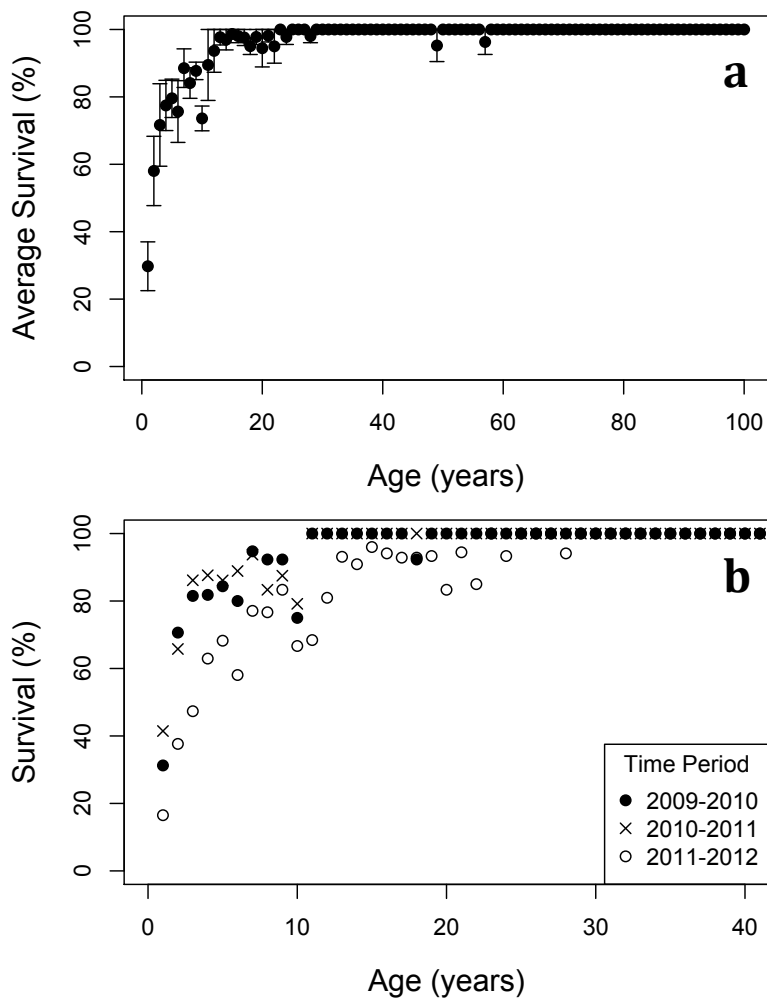 a
Average Survival (%)
100
80
60
40
20
0
0 20 40 60 80 100
Age (years)
b
Survival (%)
100
80
60
40
20
0
Time Period
2009-2010
2010-2011
2011-2012
0 10 20 30 40
Age (years)